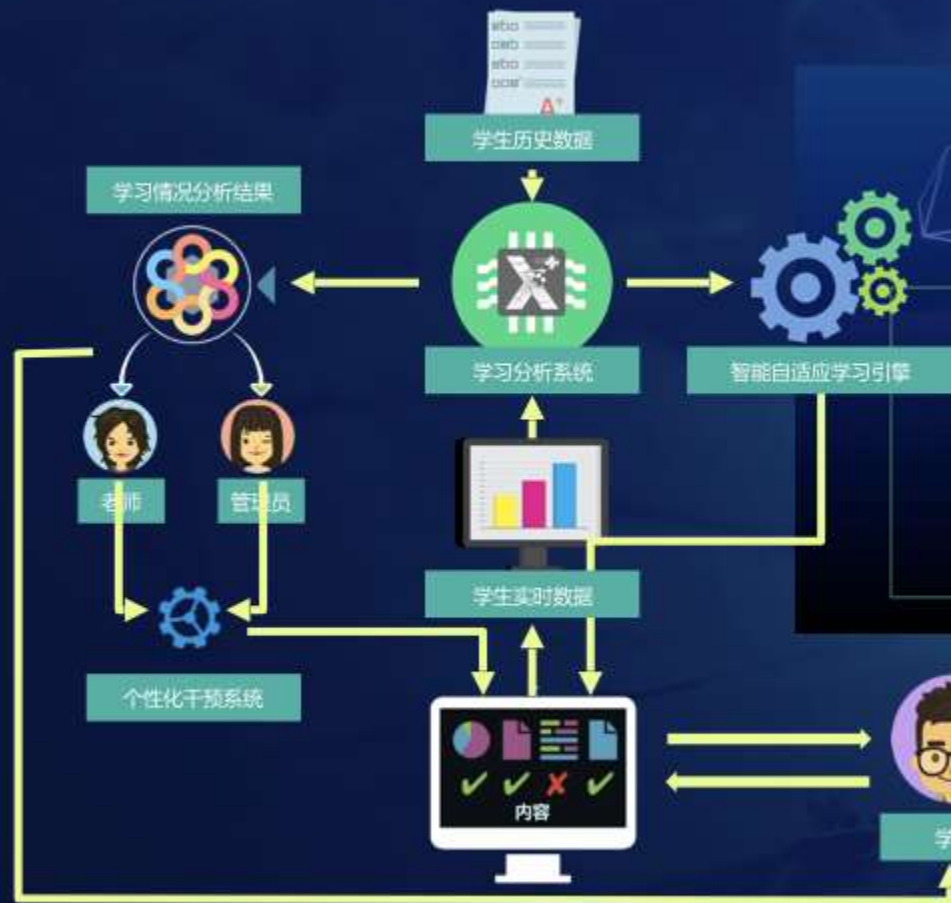 A+
学生历史数据
学习情况分析结果
学习分析系统
智能自适应学习引擎
老师
管理员
学生实时数据
个性化干预系统
内容
学